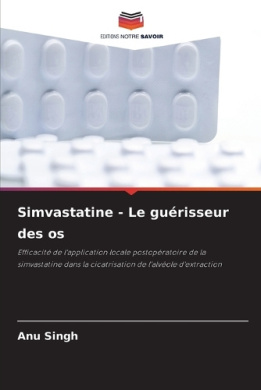 EDITIONS NOTRE SAVOIR
Simvastatine - Le guérisseur
des os
Efficacité de l'application locale postopératoire de la
simvastatine dans la cicatrisation de l'alvéole d'extraction
Anu Singh